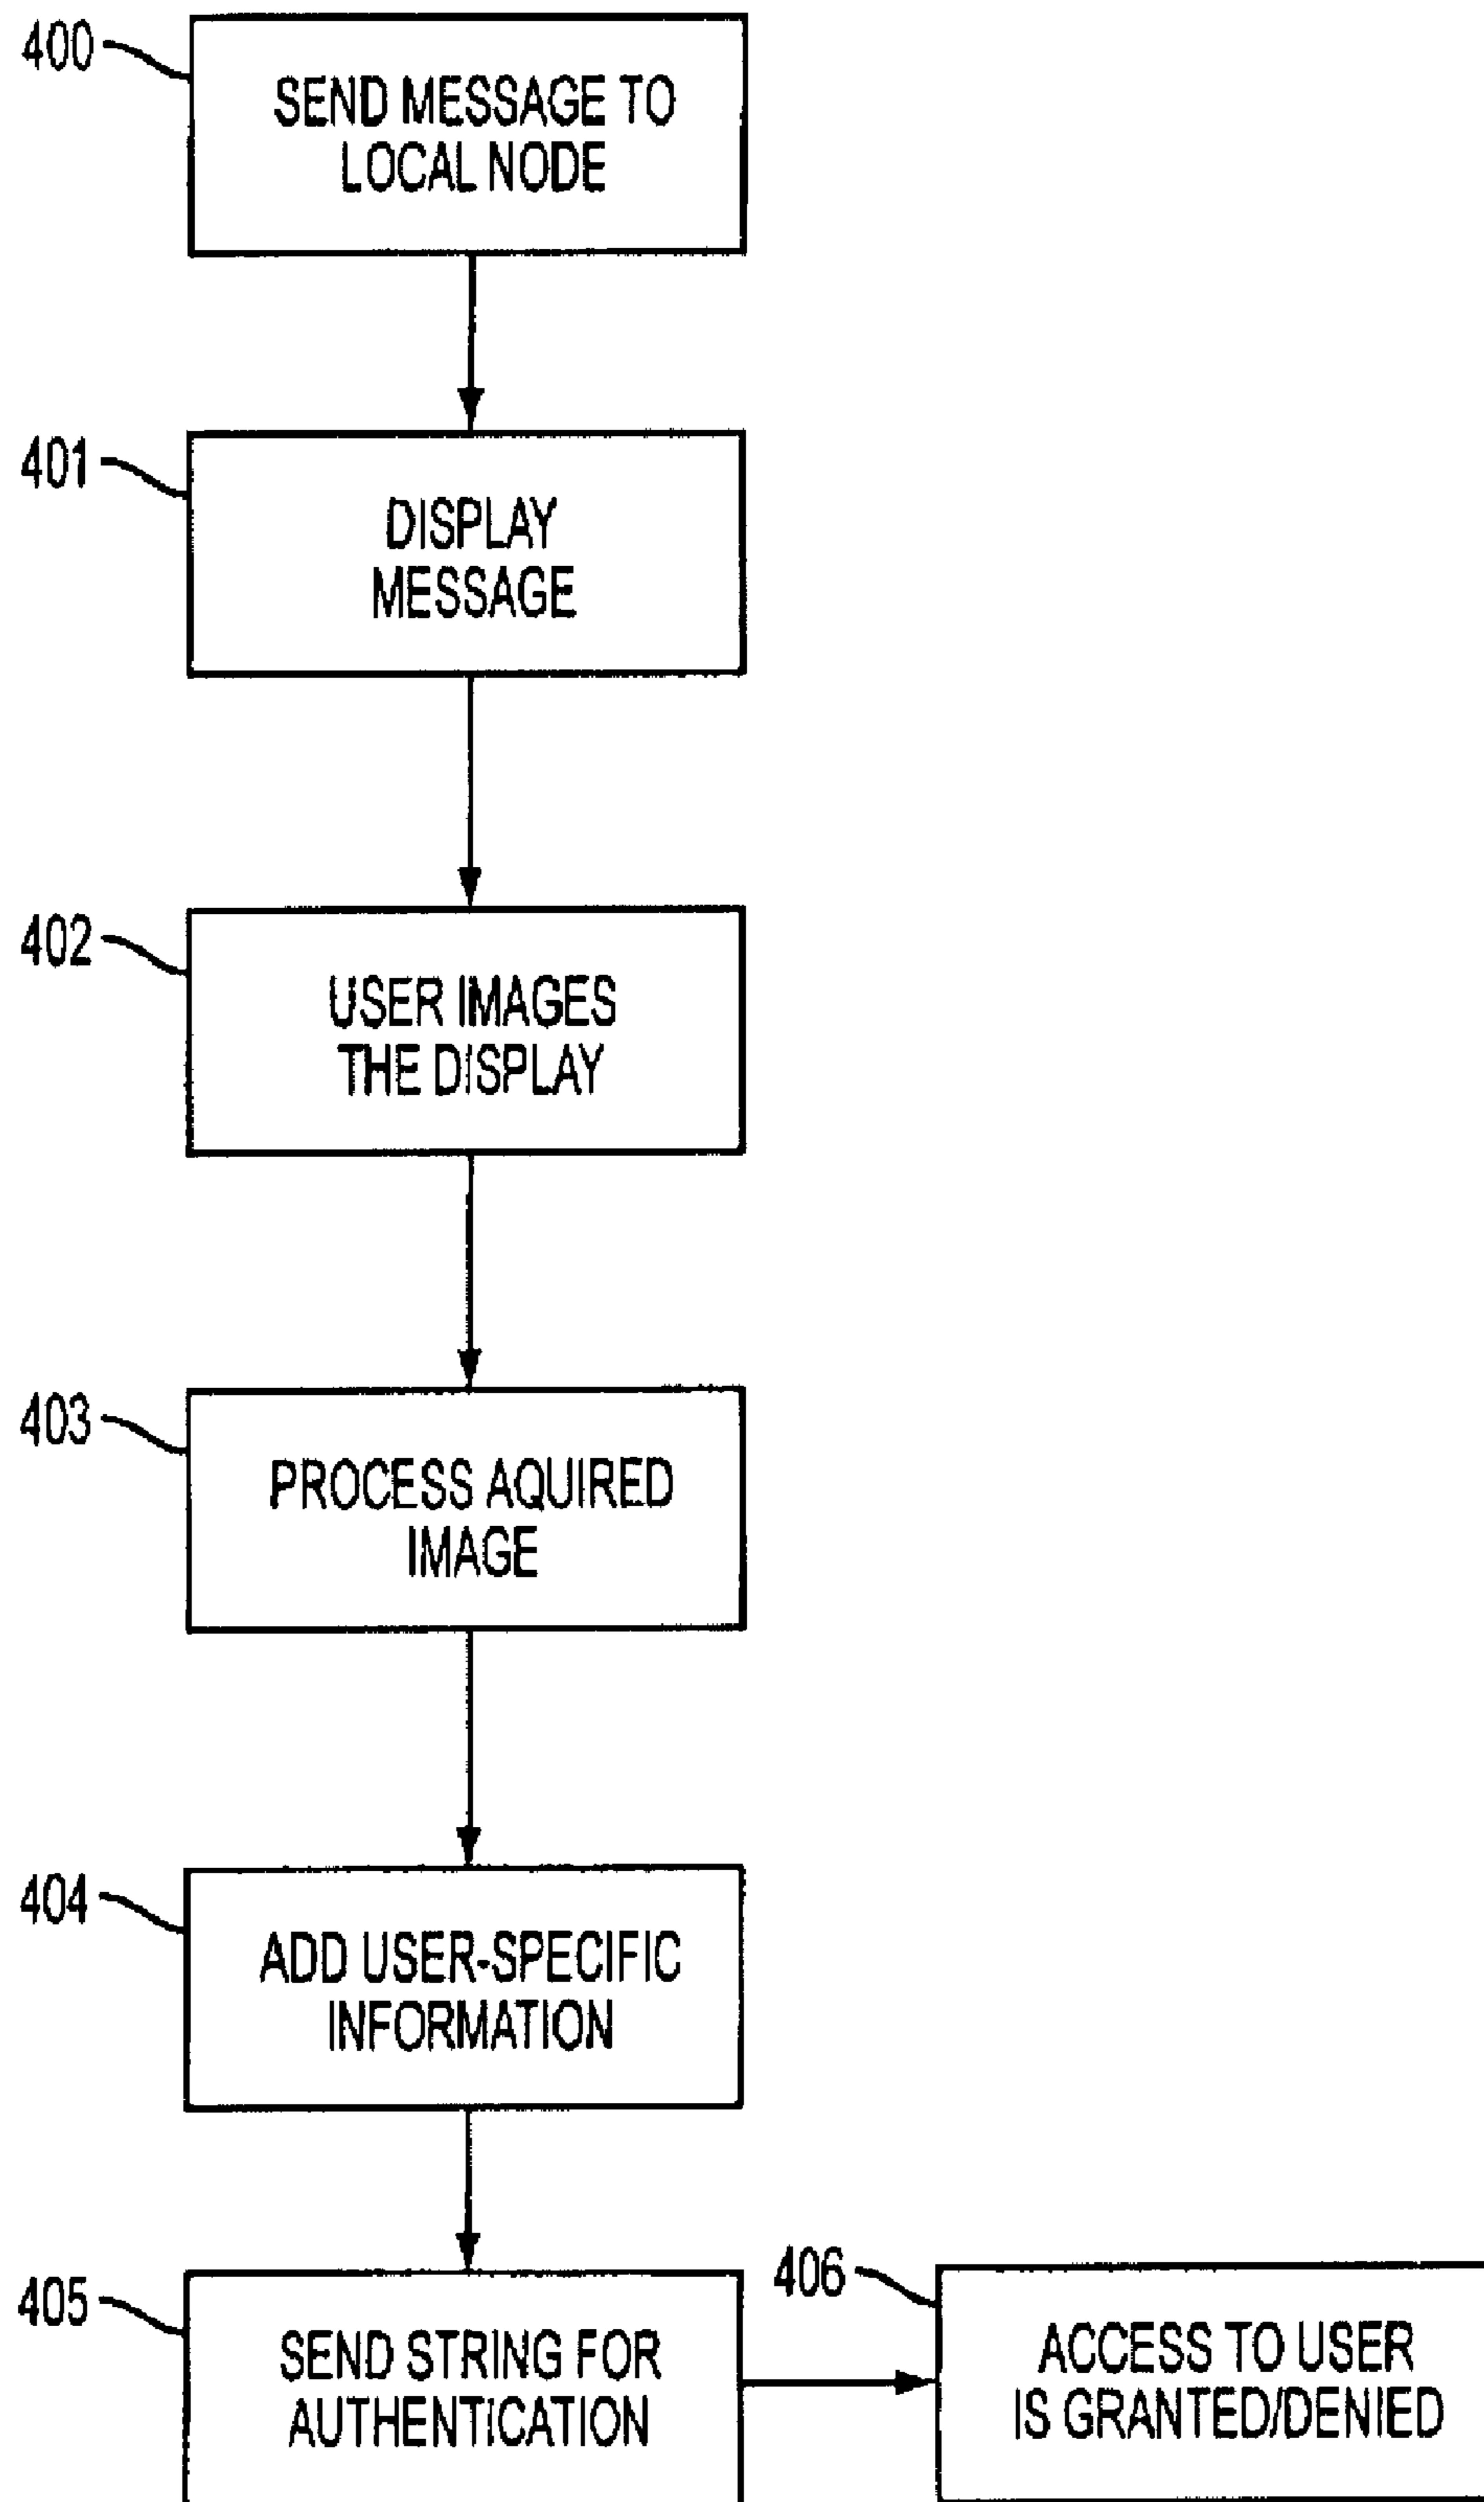 400
SEND MESSAGE TO
LOCAL NODE
401
DISPLAY
MESSAGE
402
USER IMAGES
THE DISPLAY
403
PROCESS AQUIRED
IMAGE
404
ADD USER-SPECIFIC
INFORMATION
405
SEND STRING FOR
AUTHENTICATION
406
ACCESS TO USER
IS GRANTED/DENIED